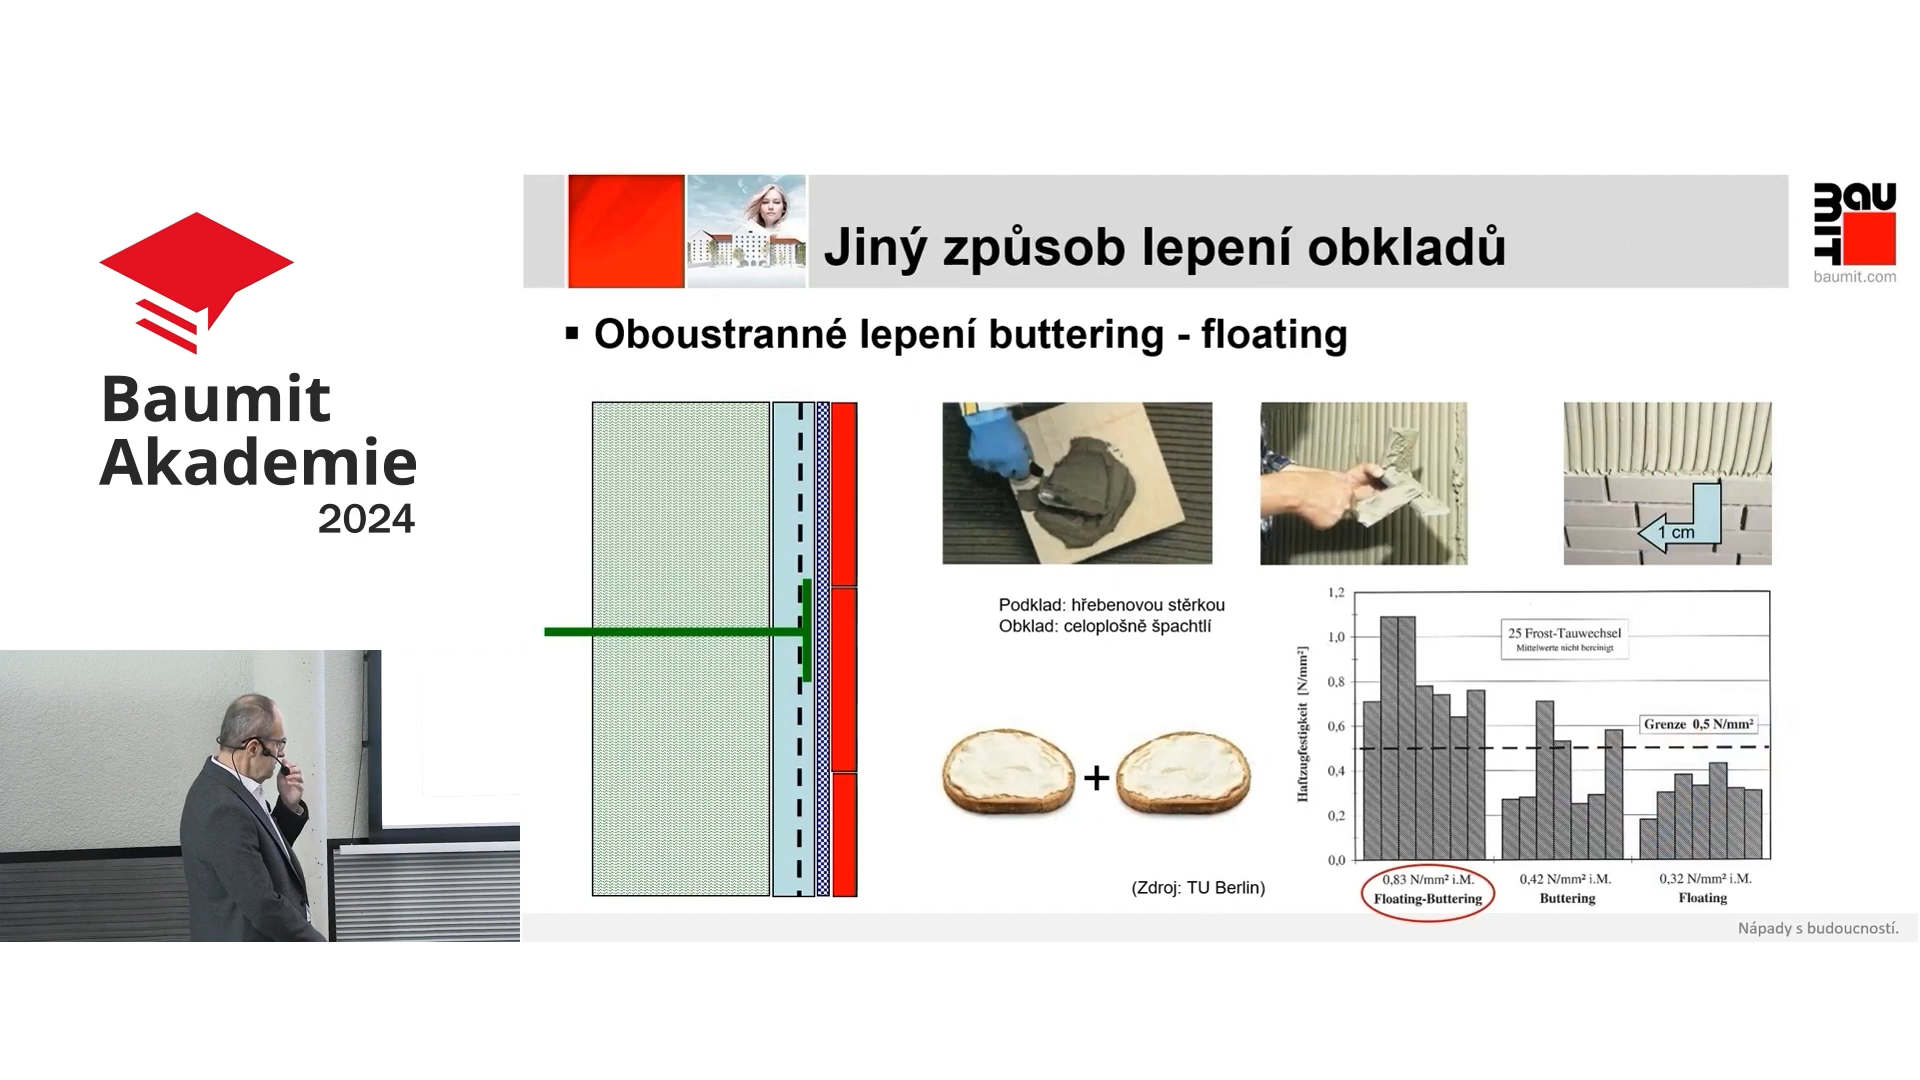 Baumit
Akademie
2024
Jiný způsob lepení obkladů
bau
mit
baumit.com
▪ Oboustranné lepení buttering - floating
1 cm
Podklad: hřebenovou stěrkou
Obklad: celoplošně špachtlí
+
(Zdroj: TU Berlin)
Haftzugfestigkeit [N/mm²]
1,2
1,0
0,8
0,6
0,4
0,2
0,0
25 Frost-Tauwechsel
Mittelwerte nicht bereinigt
Grenze 0,5 N/mm²
0,83 N/mm² i.M.
Floating-Buttering
0,42 N/mm² i.M.
Buttering
0,32 N/mm² i.M.
Floating
Nápady s budoucností.